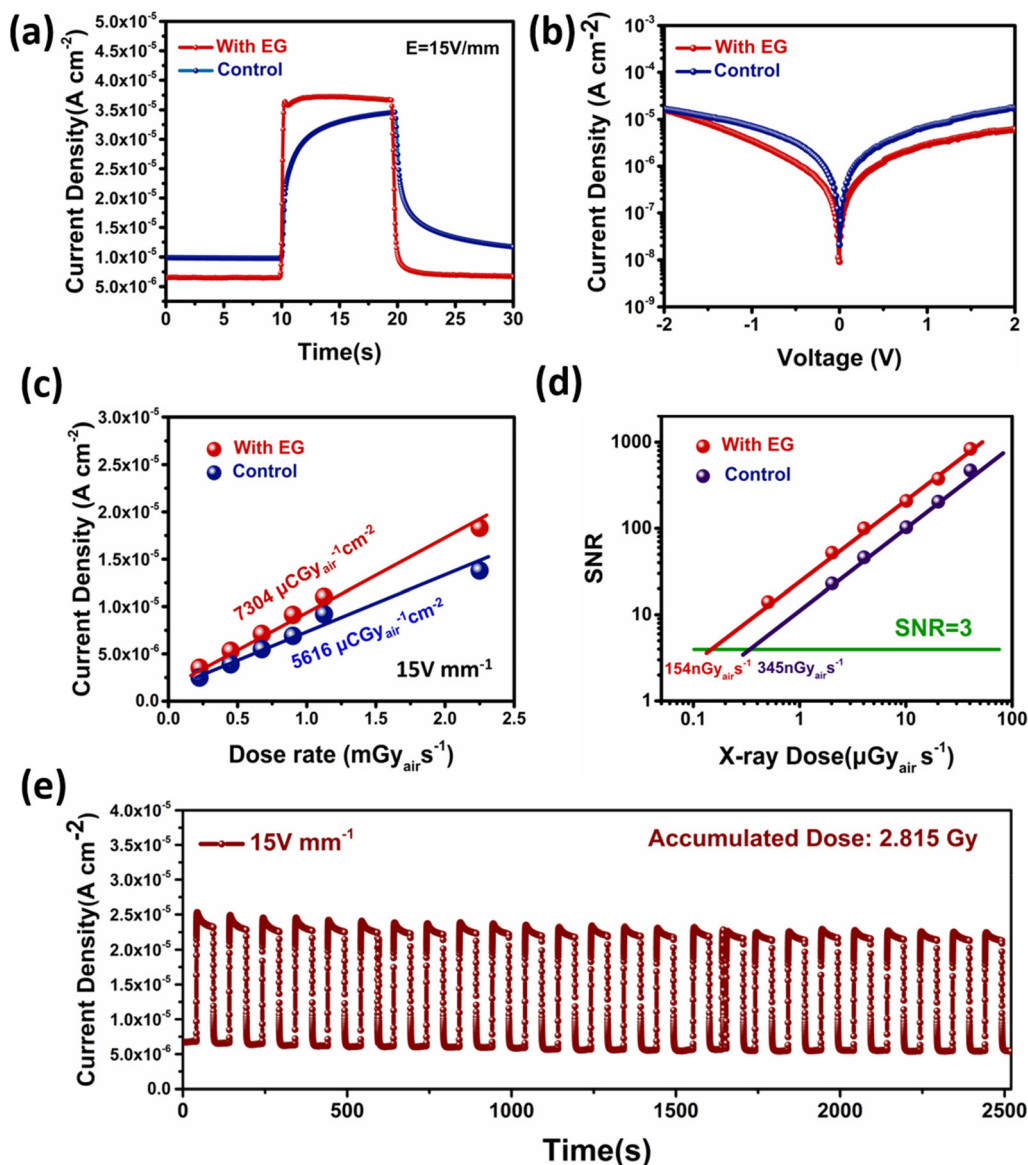 (a)
5.0x10⁻⁵
4.5x10⁻⁵
4.0x10⁻⁵
3.5x10⁻⁵
3.0x10⁻⁵
2.5x10⁻⁵
2.0x10⁻⁵
1.5x10⁻⁵
1.0x10⁻⁵
5.0x10⁻⁶
Current Density(A cm⁻²)
With EG
Control
E=15V/mm
0 5 10 15 20 25 30
Time(s)
(b)
10⁻³
10⁻⁴
10⁻⁵
10⁻⁶
10⁻⁷
10⁻⁸
10⁻⁹
Current Density (A cm⁻²)
With EG
Control
-2 -1 0 1 2
Voltage (V)
(c)
3.0x10⁻⁵
2.5x10⁻⁵
2.0x10⁻⁵
1.5x10⁻⁵
1.0x10⁻⁵
5.0x10⁻⁶
0.0
Current Density (A cm⁻²)
With EG
Control
7304 µCGyair⁻¹cm⁻²
5616 µCGyair⁻¹cm⁻²
15V mm⁻¹
0.0 0.5 1.0 1.5 2.0 2.5
Dose rate (mGyair s⁻¹)
(d)
1000
100
10
1
SNR
With EG
Control
SNR=3
154nGyair s⁻¹ 345nGyair s⁻¹
0.1 1 10 100
X-ray Dose(µGyair s⁻¹)
(e)
4.0x10⁻⁵
3.5x10⁻⁵
3.0x10⁻⁵
2.5x10⁻⁵
2.0x10⁻⁵
1.5x10⁻⁵
1.0x10⁻⁵
5.0x10⁻⁶
0.0
Current Density(A cm⁻²)
15V mm⁻¹
Accumulated Dose: 2.815 Gy
0 500 1000 1500 2000 2500
Time(s)